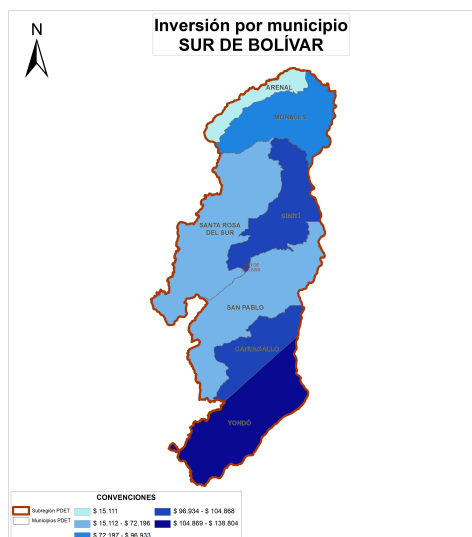 Inversión por municipio
SUR DE BOLÍVAR
N
ARENAL
MORALES
SIMITÍ
SANTA ROSA
DEL SUR
SAN PABLO
CANTAGALLO
YONDÓ
CONVENCIONES
Subregión PDET
Municipios PDET
$ 15.111
$ 15.112 - $ 72.196
$ 72.197 - $ 96.933
$ 96.934 - $ 104.868
$ 104.869 - $ 138.804